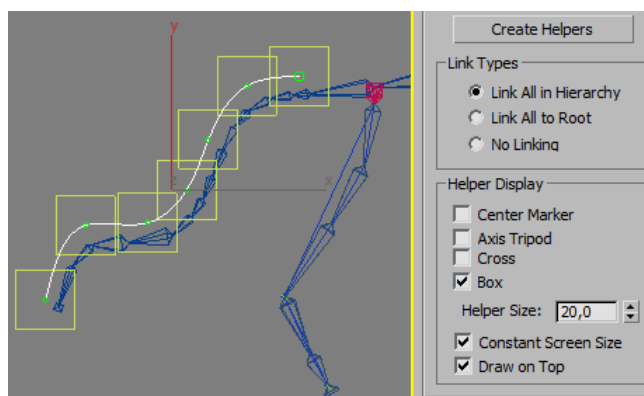 y
x
Create Helpers
Link Types
Link All in Hierarchy
Link All to Root
No Linking
Helper Display
Center Marker
Axis Tripod
Cross
Box
Helper Size: 20,0
Constant Screen Size
Draw on Top